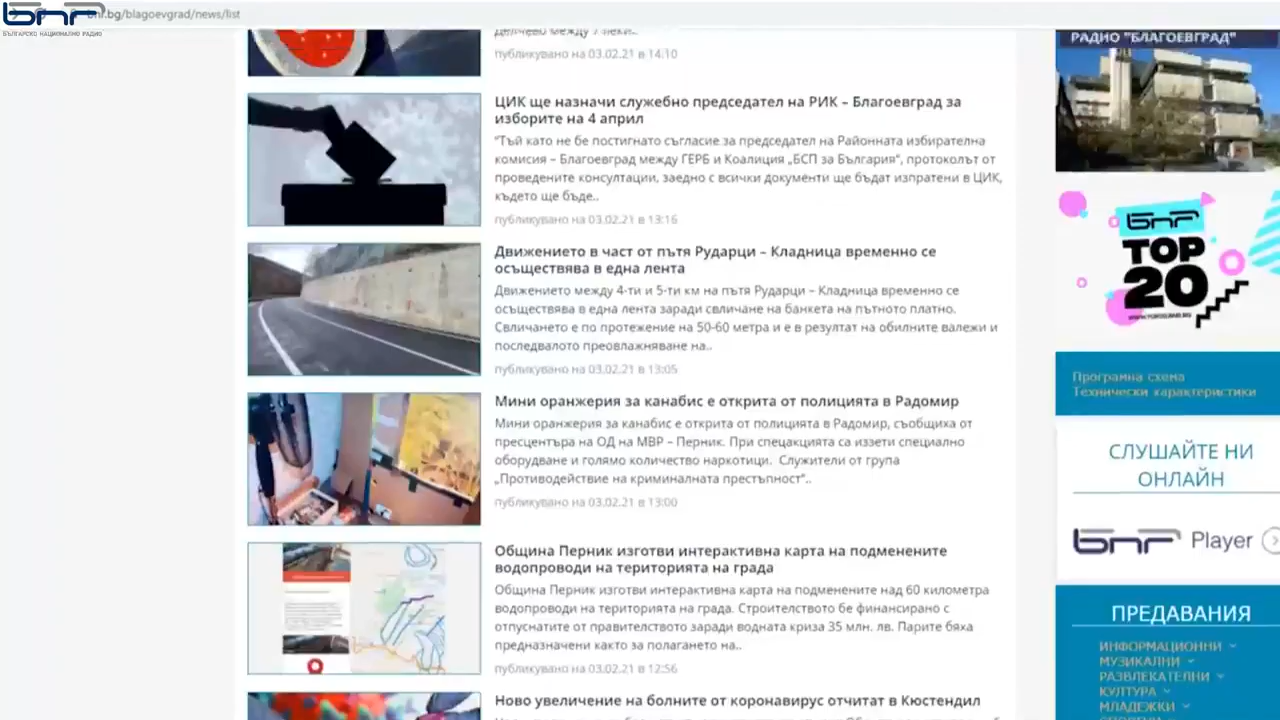 bnr
БЪЛГАРСКО НАЦИОНАЛНО РАДИО
bnr.bg/blagoevgrad/news/list
Делчево между 7 пеки..
публикувано на 03.02.21 в 14:10
ЦИК ще назначи служебно председател на РИК – Благоевград за
изборите на 4 април
"Тъй като не бе постигнато съгласие за председател на Районната избирателна
комисия – Благоевград между ГЕРБ и Коалиция „БСП за България", протоколът от
проведените консултации, заедно с всички документи ще бъдат изпратени в ЦИК,
където ще бъде..
публикувано на 03.02.21 в 13:16
Движението в част от пътя Рударци – Кладница временно се
осъществява в една лента
Движението между 4-ти и 5-ти км на пътя Рударци – Кладница временно се
осъществява в една лента заради свличане на банкета на пътното платно.
Свличането е по протежение на 50-60 метра и е в резултат на обилните валежи и
последвалото преовлажняване на..
публикувано на 03.02.21 в 13:05
Мини оранжерия за канабис е открита от полицията в Радомир
Мини оранжерия за канабис е открита от полицията в Радомир, съобщиха от
пресцентъра на ОД на МВР – Перник. При спецакцията са иззети специално
оборудване и голямо количество наркотици. Служители от група
„Противодействие на криминалната престъпност"..
публикувано на 03.02.21 в 13:00
Община Перник изготви интерактивна карта на подменените
водопроводи на територията на града
Община Перник изготви интерактивна карта на подменените над 60 километра
водопроводи на територията на града. Строителството бе финансирано с
отпуснатите от правителството заради водната криза 35 млн. лв. Парите бяха
предназначени както за полагането на..
публикувано на 03.02.21 в 12:56
Ново увеличение на болните от коронавирус отчитат в Кюстендил
РАДИО "БЛАГОЕВГРАД"
bnr
TOP
20
Програмна схема
Технически характеристики
СЛУШАЙТЕ НИ
ОНЛАЙН
bnr Player
ПРЕДАВАНИЯ
ИНФОРМАЦИОННИ
МУЗИКАЛНИ
РАЗВЛЕКАТЕЛНИ
КУЛТУРА
МЛАДЕЖКИ